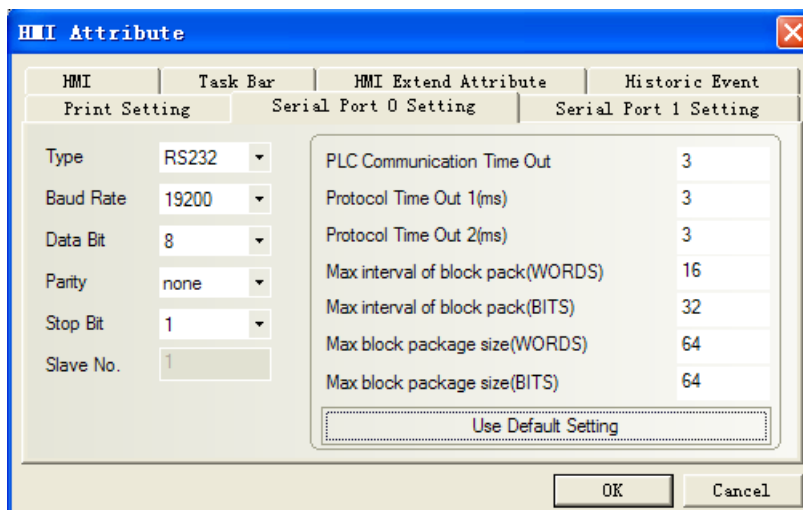 HMI Attribute
HMI
Task Bar
HMI Extend Attribute
Historic Event
Print Setting
Serial Port 0 Setting
Serial Port 1 Setting
Type
RS232
Baud Rate
19200
Data Bit
8
Parity
none
Stop Bit
1
Slave No.
1
PLC Communication Time Out
3
Protocol Time Out 1(ms)
3
Protocol Time Out 2(ms)
3
Max interval of block pack(WORDS)
16
Max interval of block pack(BITS)
32
Max block package size(WORDS)
64
Max block package size(BITS)
64
Use Default Setting
OK
Cancel